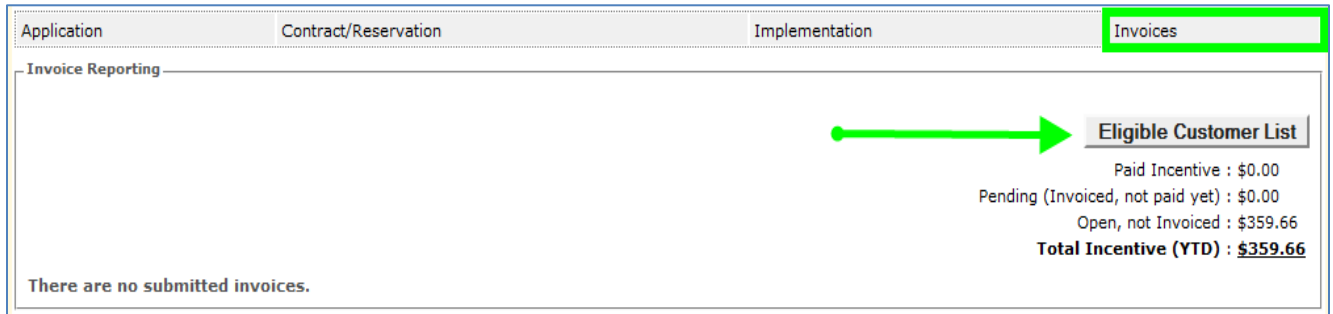 Application Contract/Reservation Implementation Invoices
Invoice Reporting
Eligible Customer List
Paid Incentive : $0.00
Pending (Invoiced, not paid yet) : $0.00
Open, not Invoiced : $359.66
Total Incentive (YTD) : $359.66
There are no submitted invoices.